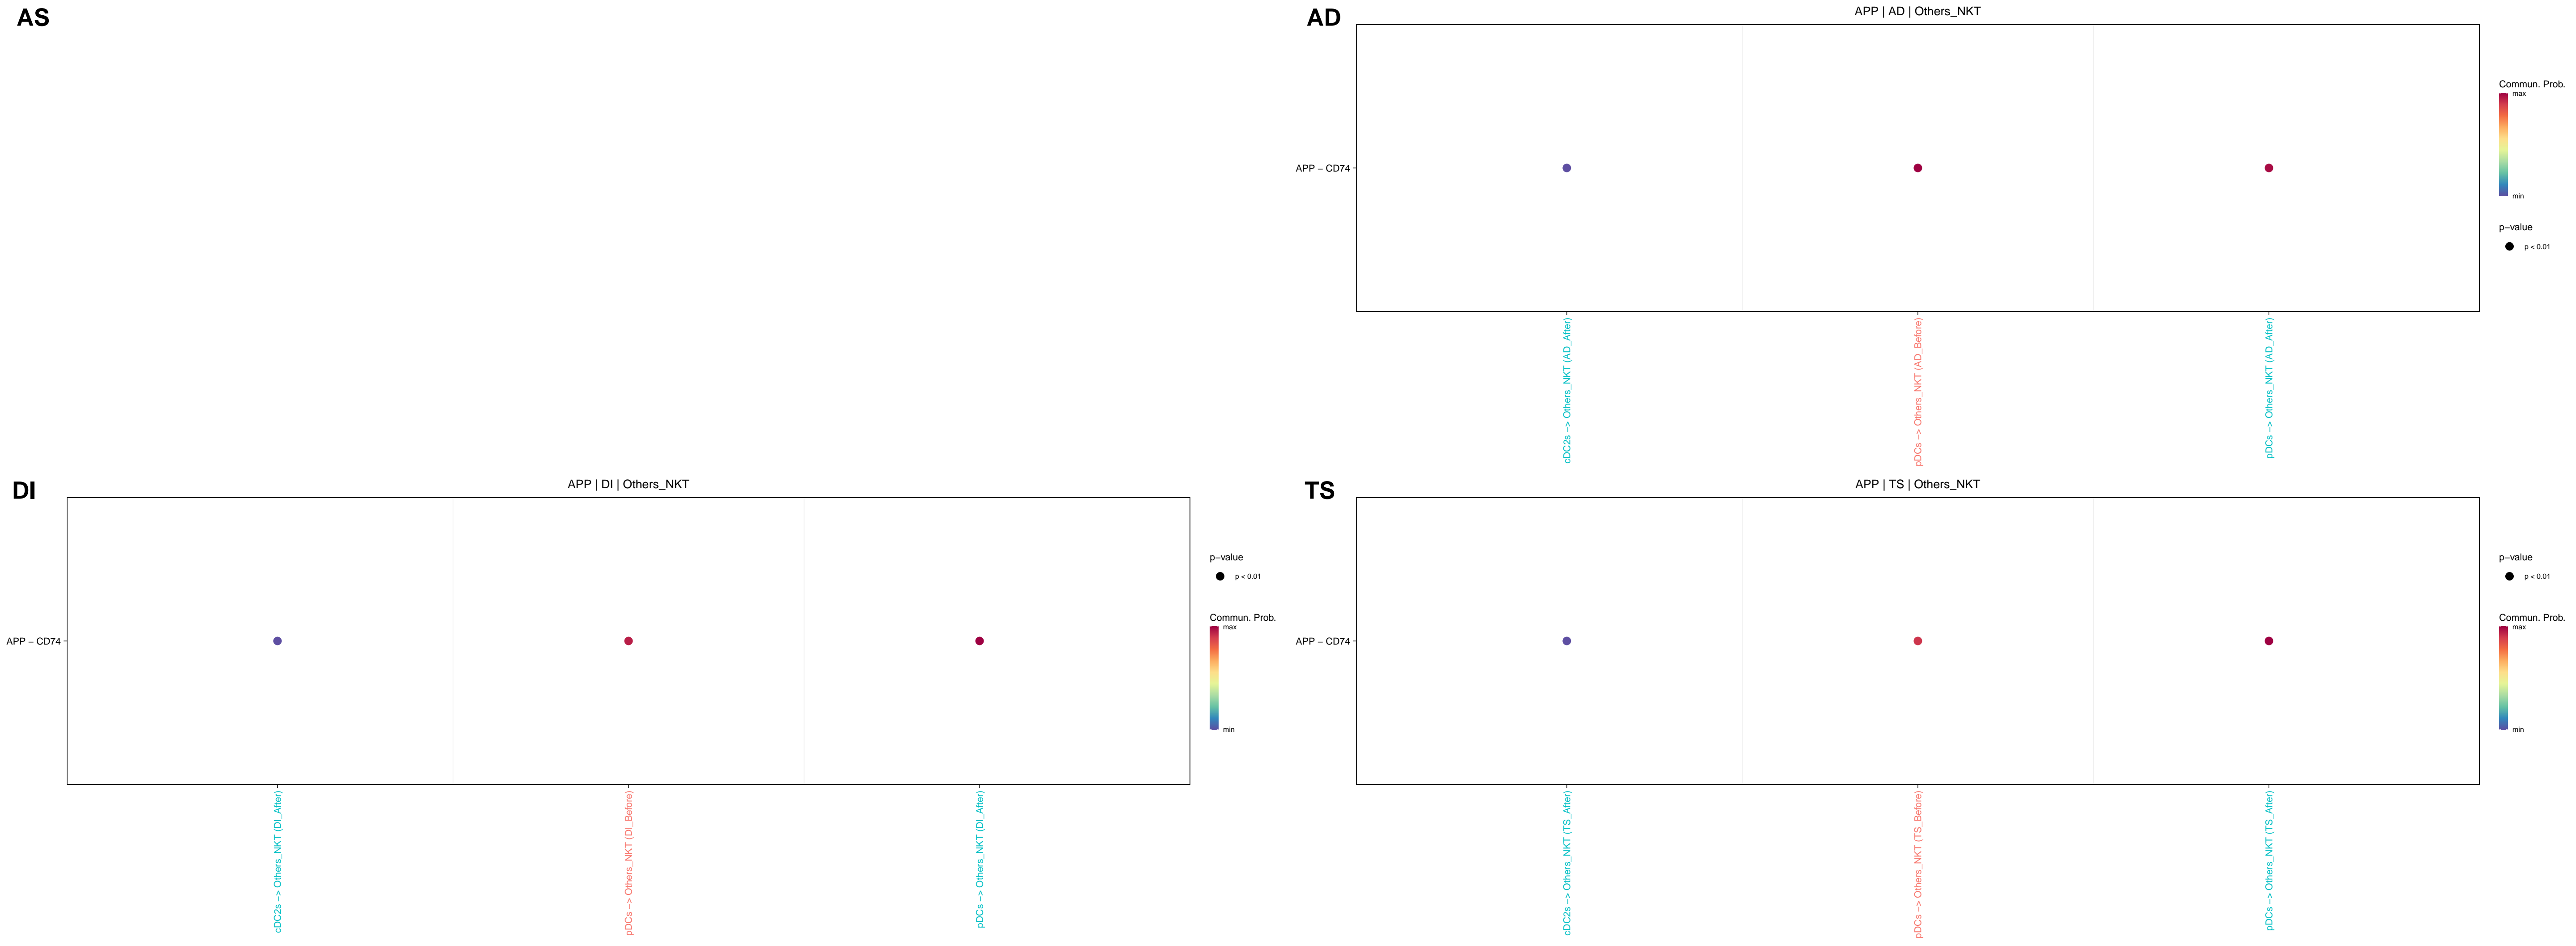 AS
AD
APP | AD | Others_NKT
APP − CD74
Commun. Prob.
max
min
p−value
p < 0.01
cDC2s −> Others_NKT (AD_After)
pDCs −> Others_NKT (AD_Before)
pDCs −> Others_NKT (AD_After)
DI
APP | DI | Others_NKT
APP − CD74
p−value
p < 0.01
Commun. Prob.
max
min
cDC2s −> Others_NKT (DI_After)
pDCs −> Others_NKT (DI_Before)
pDCs −> Others_NKT (DI_After)
TS
APP | TS | Others_NKT
APP − CD74
p−value
p < 0.01
Commun. Prob.
max
min
cDC2s −> Others_NKT (TS_After)
pDCs −> Others_NKT (TS_Before)
pDCs −> Others_NKT (TS_After)